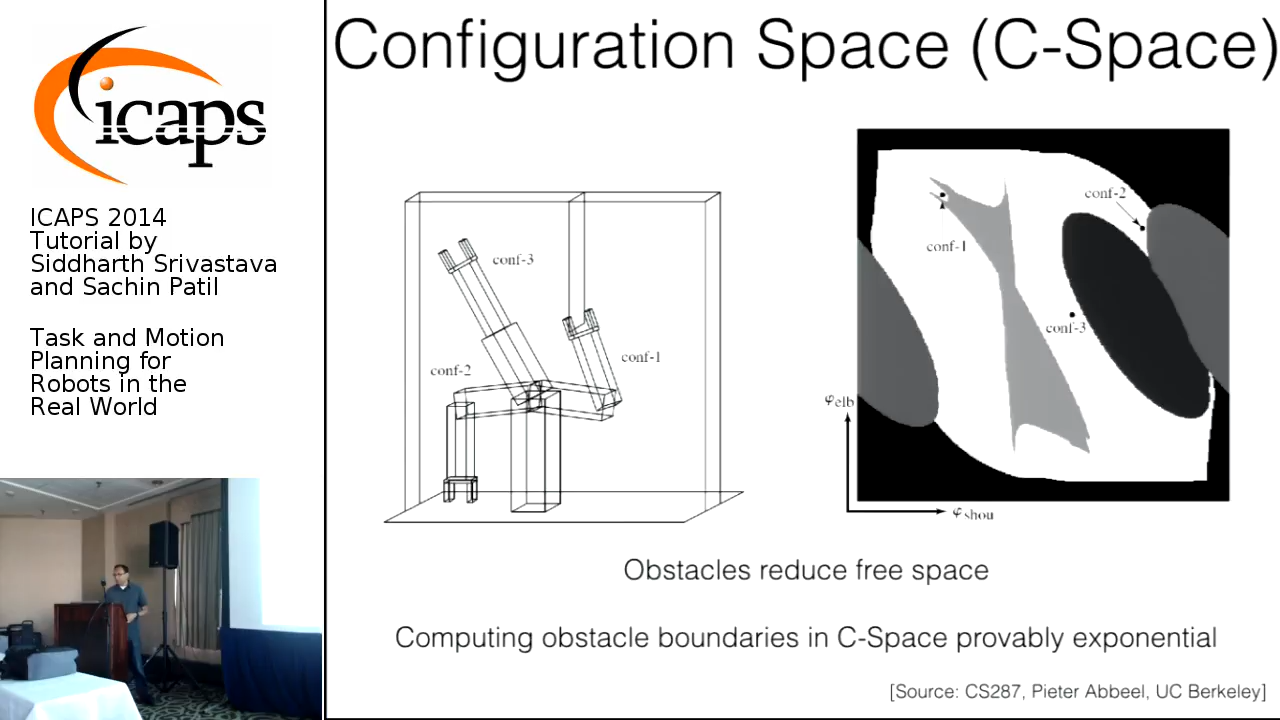 icaps
ICAPS 2014
Tutorial by
Siddharth Srivastava
and Sachin Patil
Task and Motion
Planning for
Robots in the
Real World
Configuration Space (C-Space)
conf-3
conf-2
conf-1
conf-2
conf-1
conf-3
φelb
φshou
Obstacles reduce free space
Computing obstacle boundaries in C-Space provably exponential
[Source: CS287, Pieter Abbeel, UC Berkeley]